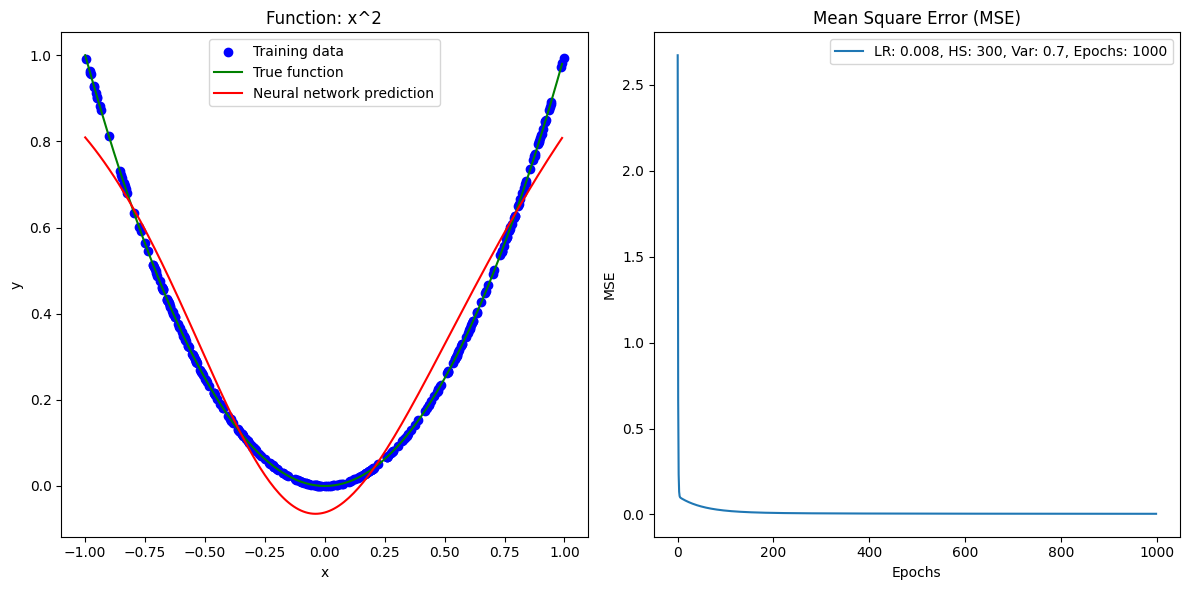 Function: x^2
Training data
True function
Neural network prediction
y
1.0
0.8
0.6
0.4
0.2
0.0
−1.00 −0.75 −0.50 −0.25 0.00 0.25 0.50 0.75 1.00
x
Mean Square Error (MSE)
LR: 0.008, HS: 300, Var: 0.7, Epochs: 1000
MSE
2.5
2.0
1.5
1.0
0.5
0.0
0 200 400 600 800 1000
Epochs